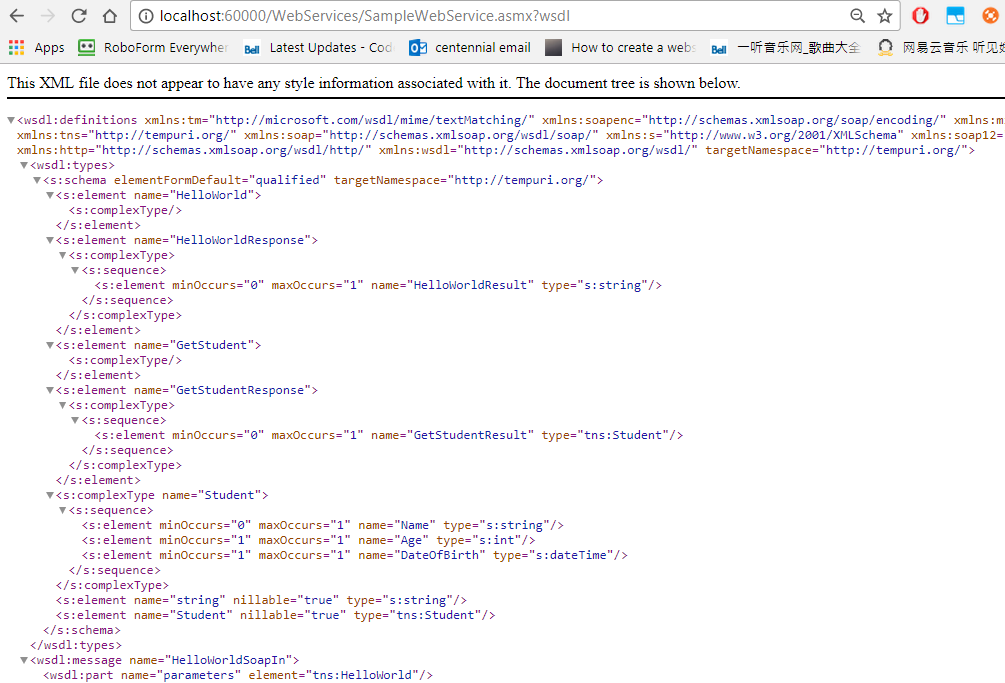 localhost:60000/WebServices/SampleWebService.asmx?wsdl
Apps RoboForm Everywher Bell Latest Updates - Cod centennial email How to create a webs Bell 一听音乐网_歌曲大全 网易云音乐 听见
This XML file does not appear to have any style information associated with it. The document tree is shown below.
▼<wsdl:definitions xmlns:tm="http://microsoft.com/wsdl/mime/textMatching/" xmlns:soapenc="http://schemas.xmlsoap.org/soap/encoding/" xmlns:m
xmlns:tns="http://tempuri.org/" xmlns:soap="http://schemas.xmlsoap.org/wsdl/soap/" xmlns:s="http://www.w3.org/2001/XMLSchema" xmlns:soap12=
xmlns:http="http://schemas.xmlsoap.org/wsdl/http/" xmlns:wsdl="http://schemas.xmlsoap.org/wsdl/" targetNamespace="http://tempuri.org/">
▼<wsdl:types>
▼<s:schema elementFormDefault="qualified" targetNamespace="http://tempuri.org/">
▼<s:element name="HelloWorld">
<s:complexType/>
</s:element>
▼<s:element name="HelloWorldResponse">
▼<s:complexType>
▼<s:sequence>
<s:element minOccurs="0" maxOccurs="1" name="HelloWorldResult" type="s:string"/>
</s:sequence>
</s:complexType>
</s:element>
▼<s:element name="GetStudent">
<s:complexType/>
</s:element>
▼<s:element name="GetStudentResponse">
▼<s:complexType>
▼<s:sequence>
<s:element minOccurs="0" maxOccurs="1" name="GetStudentResult" type="tns:Student"/>
</s:sequence>
</s:complexType>
</s:element>
▼<s:complexType name="Student">
▼<s:sequence>
<s:element minOccurs="0" maxOccurs="1" name="Name" type="s:string"/>
<s:element minOccurs="1" maxOccurs="1" name="Age" type="s:int"/>
<s:element minOccurs="1" maxOccurs="1" name="DateOfBirth" type="s:dateTime"/>
</s:sequence>
</s:complexType>
<s:element name="string" nillable="true" type="s:string"/>
<s:element name="Student" nillable="true" type="tns:Student"/>
</s:schema>
</wsdl:types>
▼<wsdl:message name="HelloWorldSoapIn">
<wsdl:part name="parameters" element="tns:HelloWorld"/>